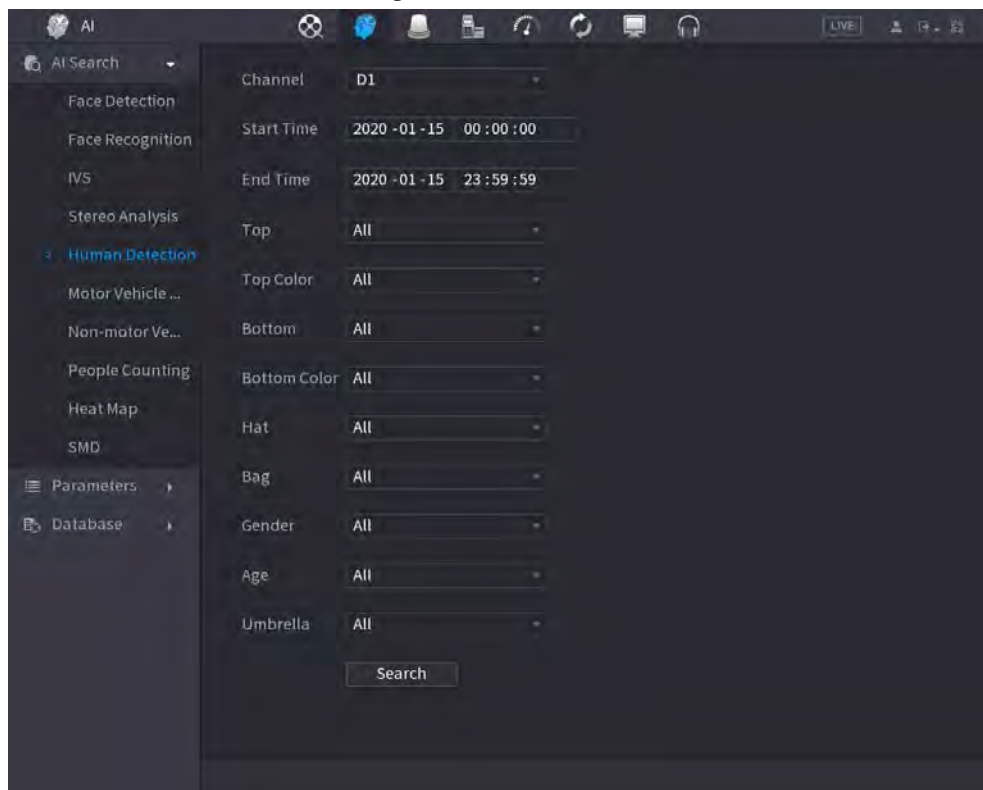 AI
LIVE
AI Search
Face Detection
Face Recognition
IVS
Stereo Analysis
Human Detection
Motor Vehicle ...
Non-motor Ve...
People Counting
Heat Map
SMD
Parameters
Database
Channel D1
Start Time 2020 -01 -15 00 :00 :00
End Time 2020 -01 -15 23 :59 :59
Top All
Top Color All
Bottom All
Bottom Color All
Hat All
Bag All
Gender All
Age All
Umbrella All
Search